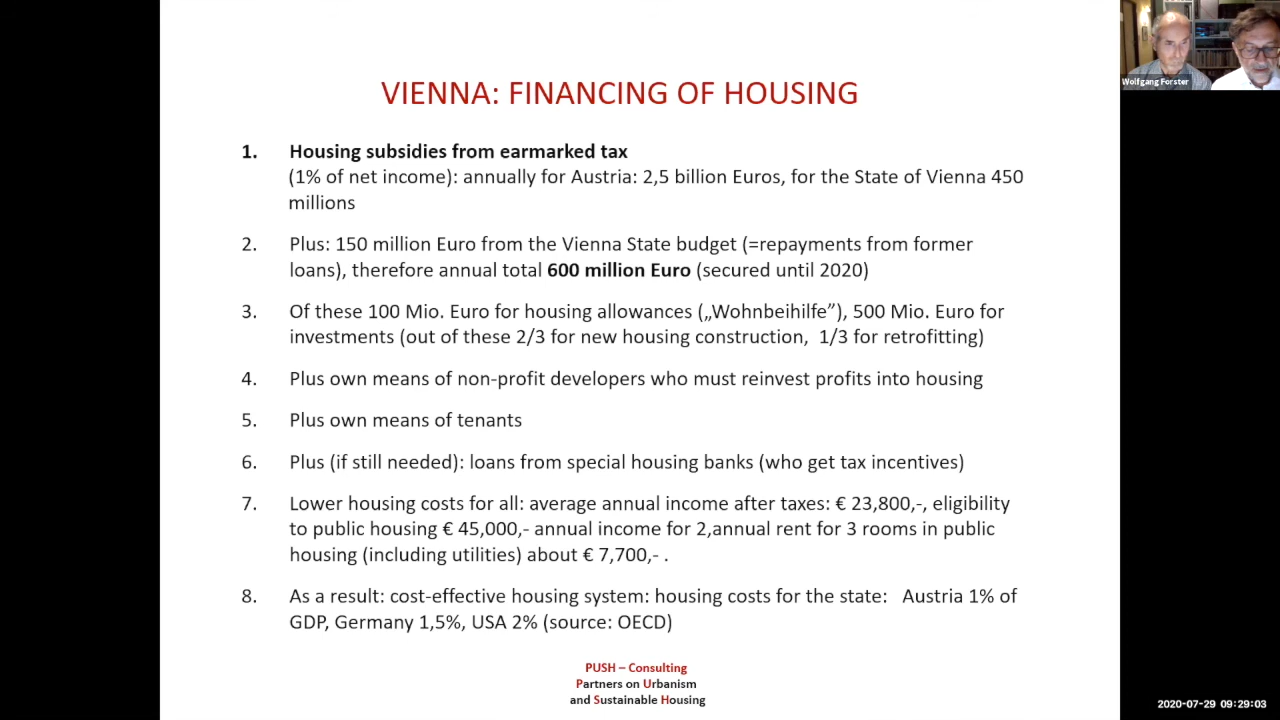 VIENNA: FINANCING OF HOUSING
1. Housing subsidies from earmarked tax
(1% of net income): annually for Austria: 2,5 billion Euros, for the State of Vienna 450
millions
2. Plus: 150 million Euro from the Vienna State budget (=repayments from former
loans), therefore annual total 600 million Euro (secured until 2020)
3. Of these 100 Mio. Euro for housing allowances („Wohnbeihilfe”), 500 Mio. Euro for
investments (out of these 2/3 for new housing construction, 1/3 for retrofitting)
4. Plus own means of non-profit developers who must reinvest profits into housing
5. Plus own means of tenants
6. Plus (if still needed): loans from special housing banks (who get tax incentives)
7. Lower housing costs for all: average annual income after taxes: € 23,800,-, eligibility
to public housing € 45,000,- annual income for 2,annual rent for 3 rooms in public
housing (including utilities) about € 7,700,- .
8. As a result: cost-effective housing system: housing costs for the state: Austria 1% of
GDP, Germany 1,5%, USA 2% (source: OECD)
PUSH – Consulting
Partners on Urbanism
and Sustainable Housing
Wolfgang Forster
2020-07-29 09:29:03